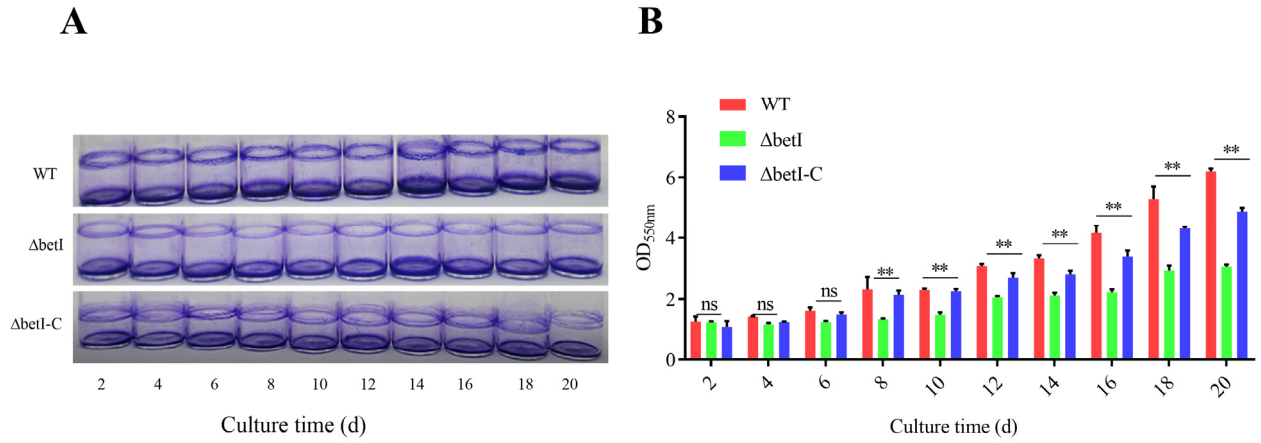 A
WT
ΔbetI
ΔbetI-C
2 4 6 8 10 12 14 16 18 20
Culture time (d)
B
WT
ΔbetI
ΔbetI-C
8
6
4
2
0
OD550nm
ns ns ns ** ** ** ** ** ** **
2 4 6 8 10 12 14 16 18 20
Culture time (d)